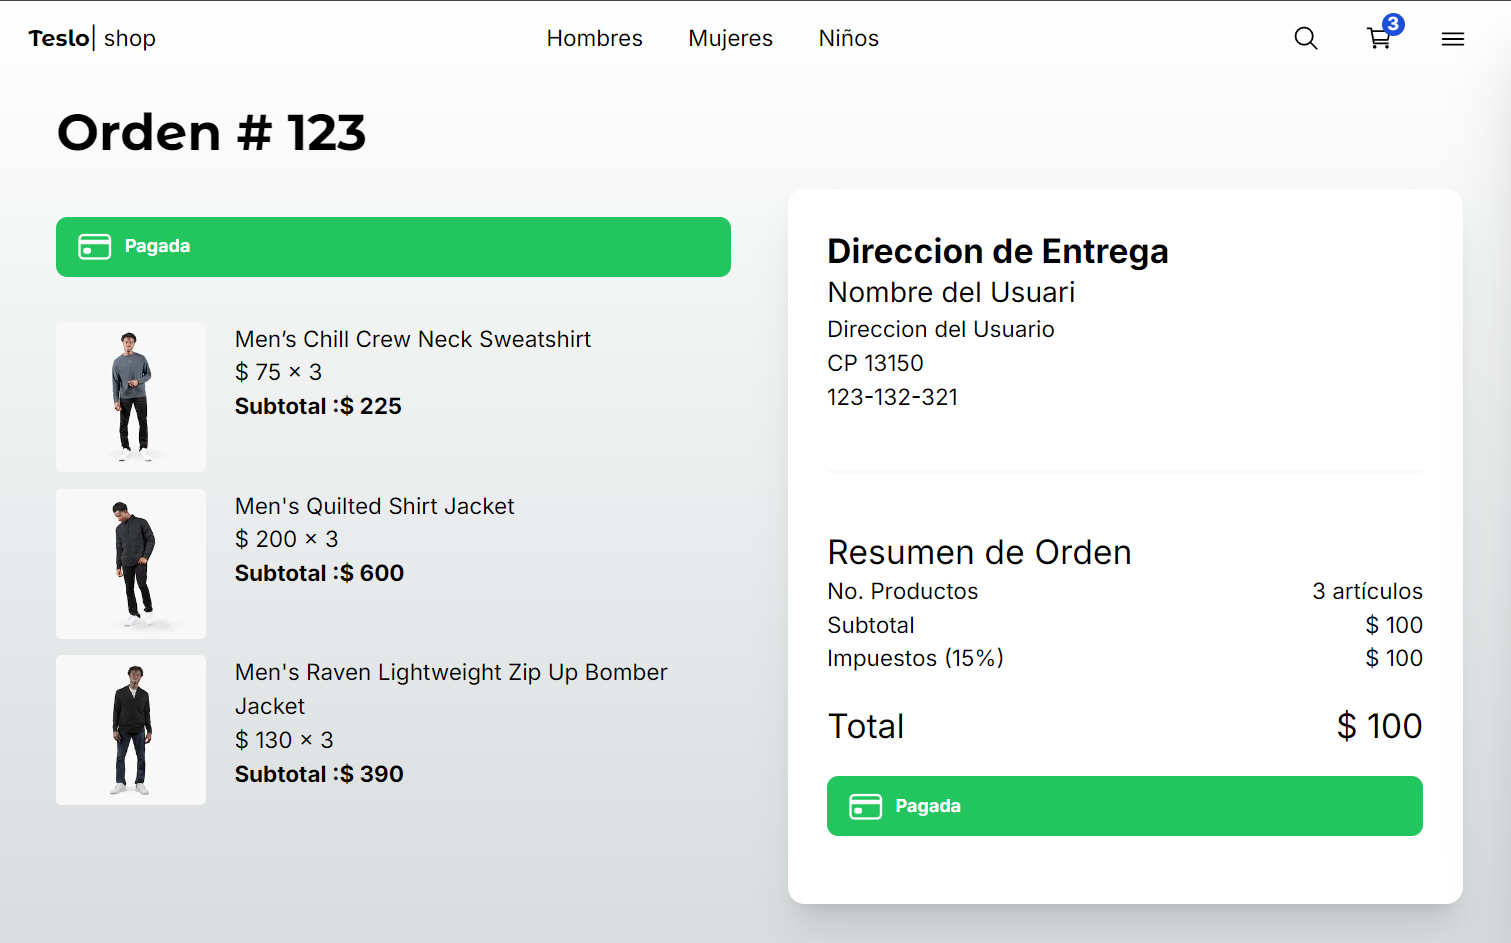 Teslo| shop
Hombres Mujeres Niños
3
Orden # 123
Pagada
Men’s Chill Crew Neck Sweatshirt
$ 75 × 3
Subtotal :$ 225
Men's Quilted Shirt Jacket
$ 200 × 3
Subtotal :$ 600
Men's Raven Lightweight Zip Up Bomber
Jacket
$ 130 × 3
Subtotal :$ 390
Direccion de Entrega
Nombre del Usuari
Direccion del Usuario
CP 13150
123-132-321
Resumen de Orden
No. Productos 3 artículos
Subtotal $ 100
Impuestos (15%) $ 100
Total $ 100
Pagada